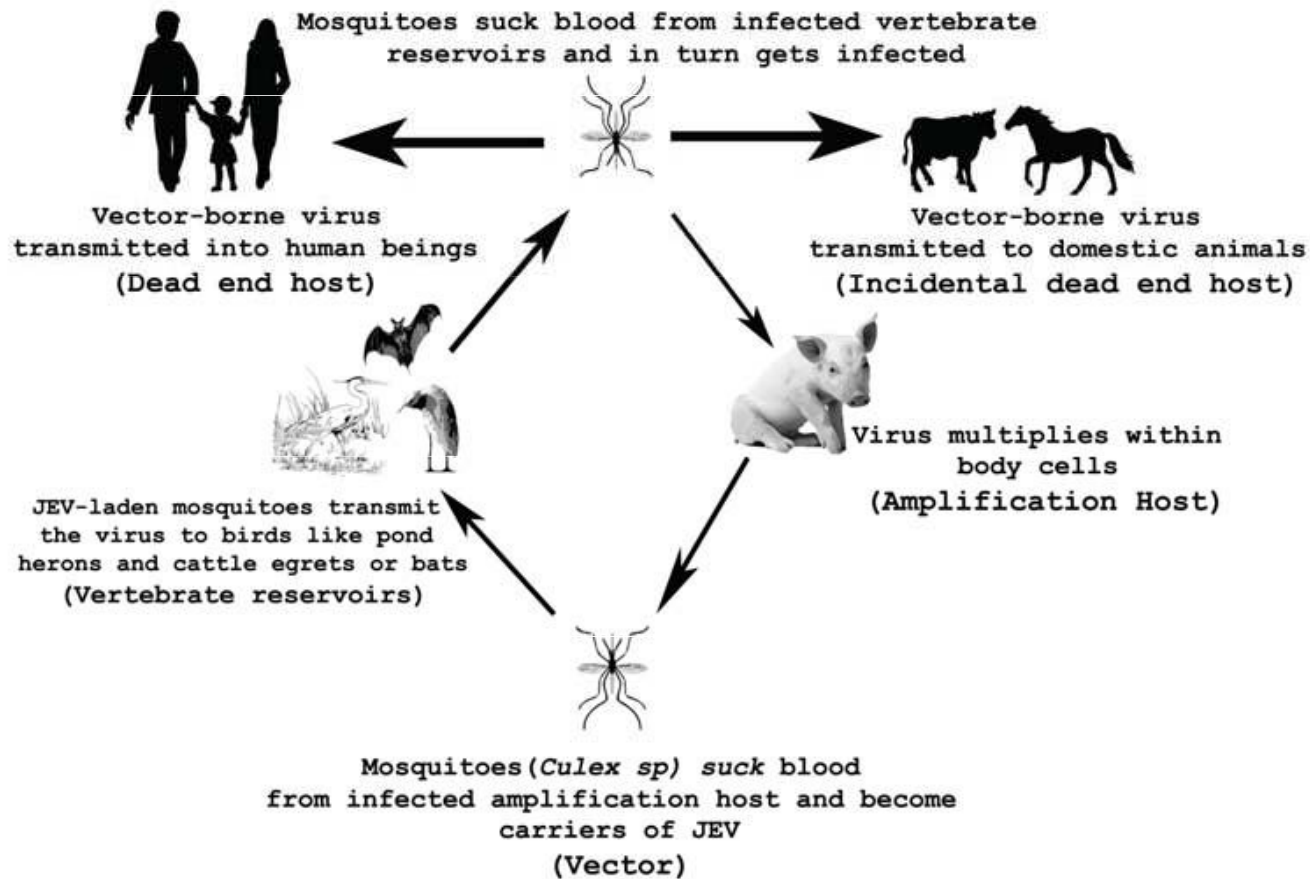 Mosquitoes suck blood from infected vertebrate
reservoirs and in turn gets infected
Vector-borne virus
transmitted into human beings
(Dead end host)
Vector-borne virus
transmitted to domestic animals
(Incidental dead end host)
Virus multiplies within
body cells
(Amplification Host)
JEV-laden mosquitoes transmit
the virus to birds like pond
herons and cattle egrets or bats
(Vertebrate reservoirs)
Mosquitoes(Culex sp) suck blood
from infected amplification host and become
carriers of JEV
(Vector)